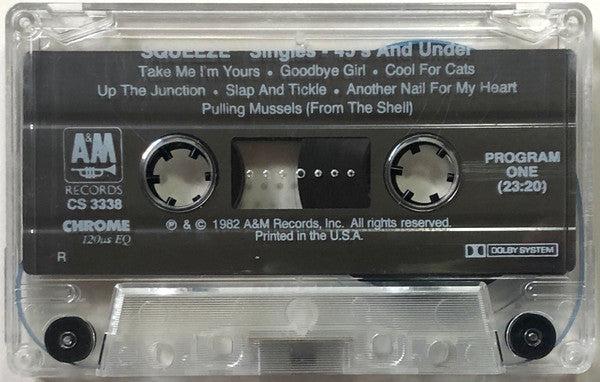 SQUEEZE - Singles - 45's And Under
Take Me I'm Yours • Goodbye Girl • Cool For Cats
Up The Junction • Slap And Tickle • Another Nail For My Heart
Pulling Mussels (From The Shell)
A&M
RECORDS
CS 3338
CHROME
120us EQ
R
PROGRAM
ONE
(23:20)
℗ & © 1982 A&M Records, Inc. All rights reserved.
Printed in the U.S.A.
DOLBY SYSTEM